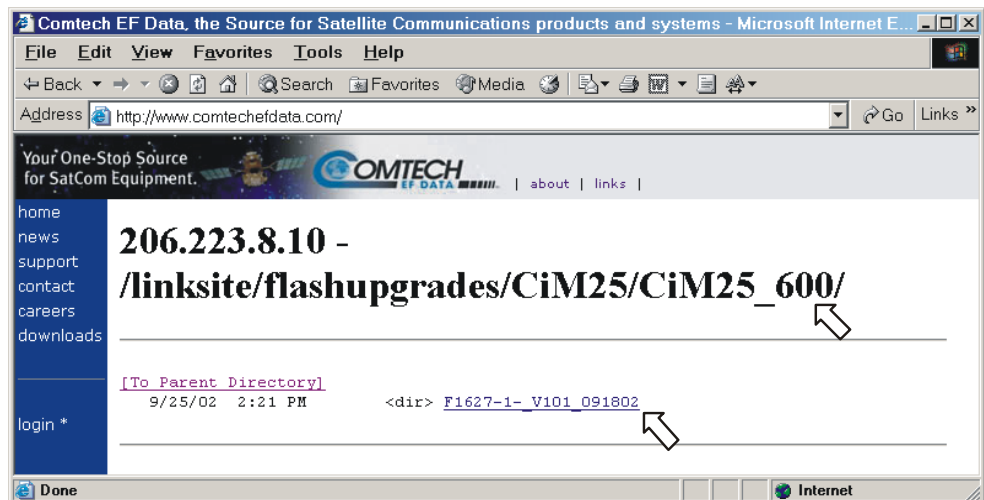 Comtech EF Data, the Source for Satellite Communications products and systems - Microsoft Internet E...
File Edit View Favorites Tools Help
Back Search Favorites Media
Address http://www.comtechefdata.com/ Go Links »
Your One-Stop Source
for SatCom Equipment.
COMTECH
EF DATA
| about | links |
home
news
support
contact
careers
downloads
login *
206.223.8.10 -
/linksite/flashupgrades/CiM25/CiM25_600/
[To Parent Directory]
9/25/02 2:21 PM <dir> F1627-1-_V101_091802
Done Internet